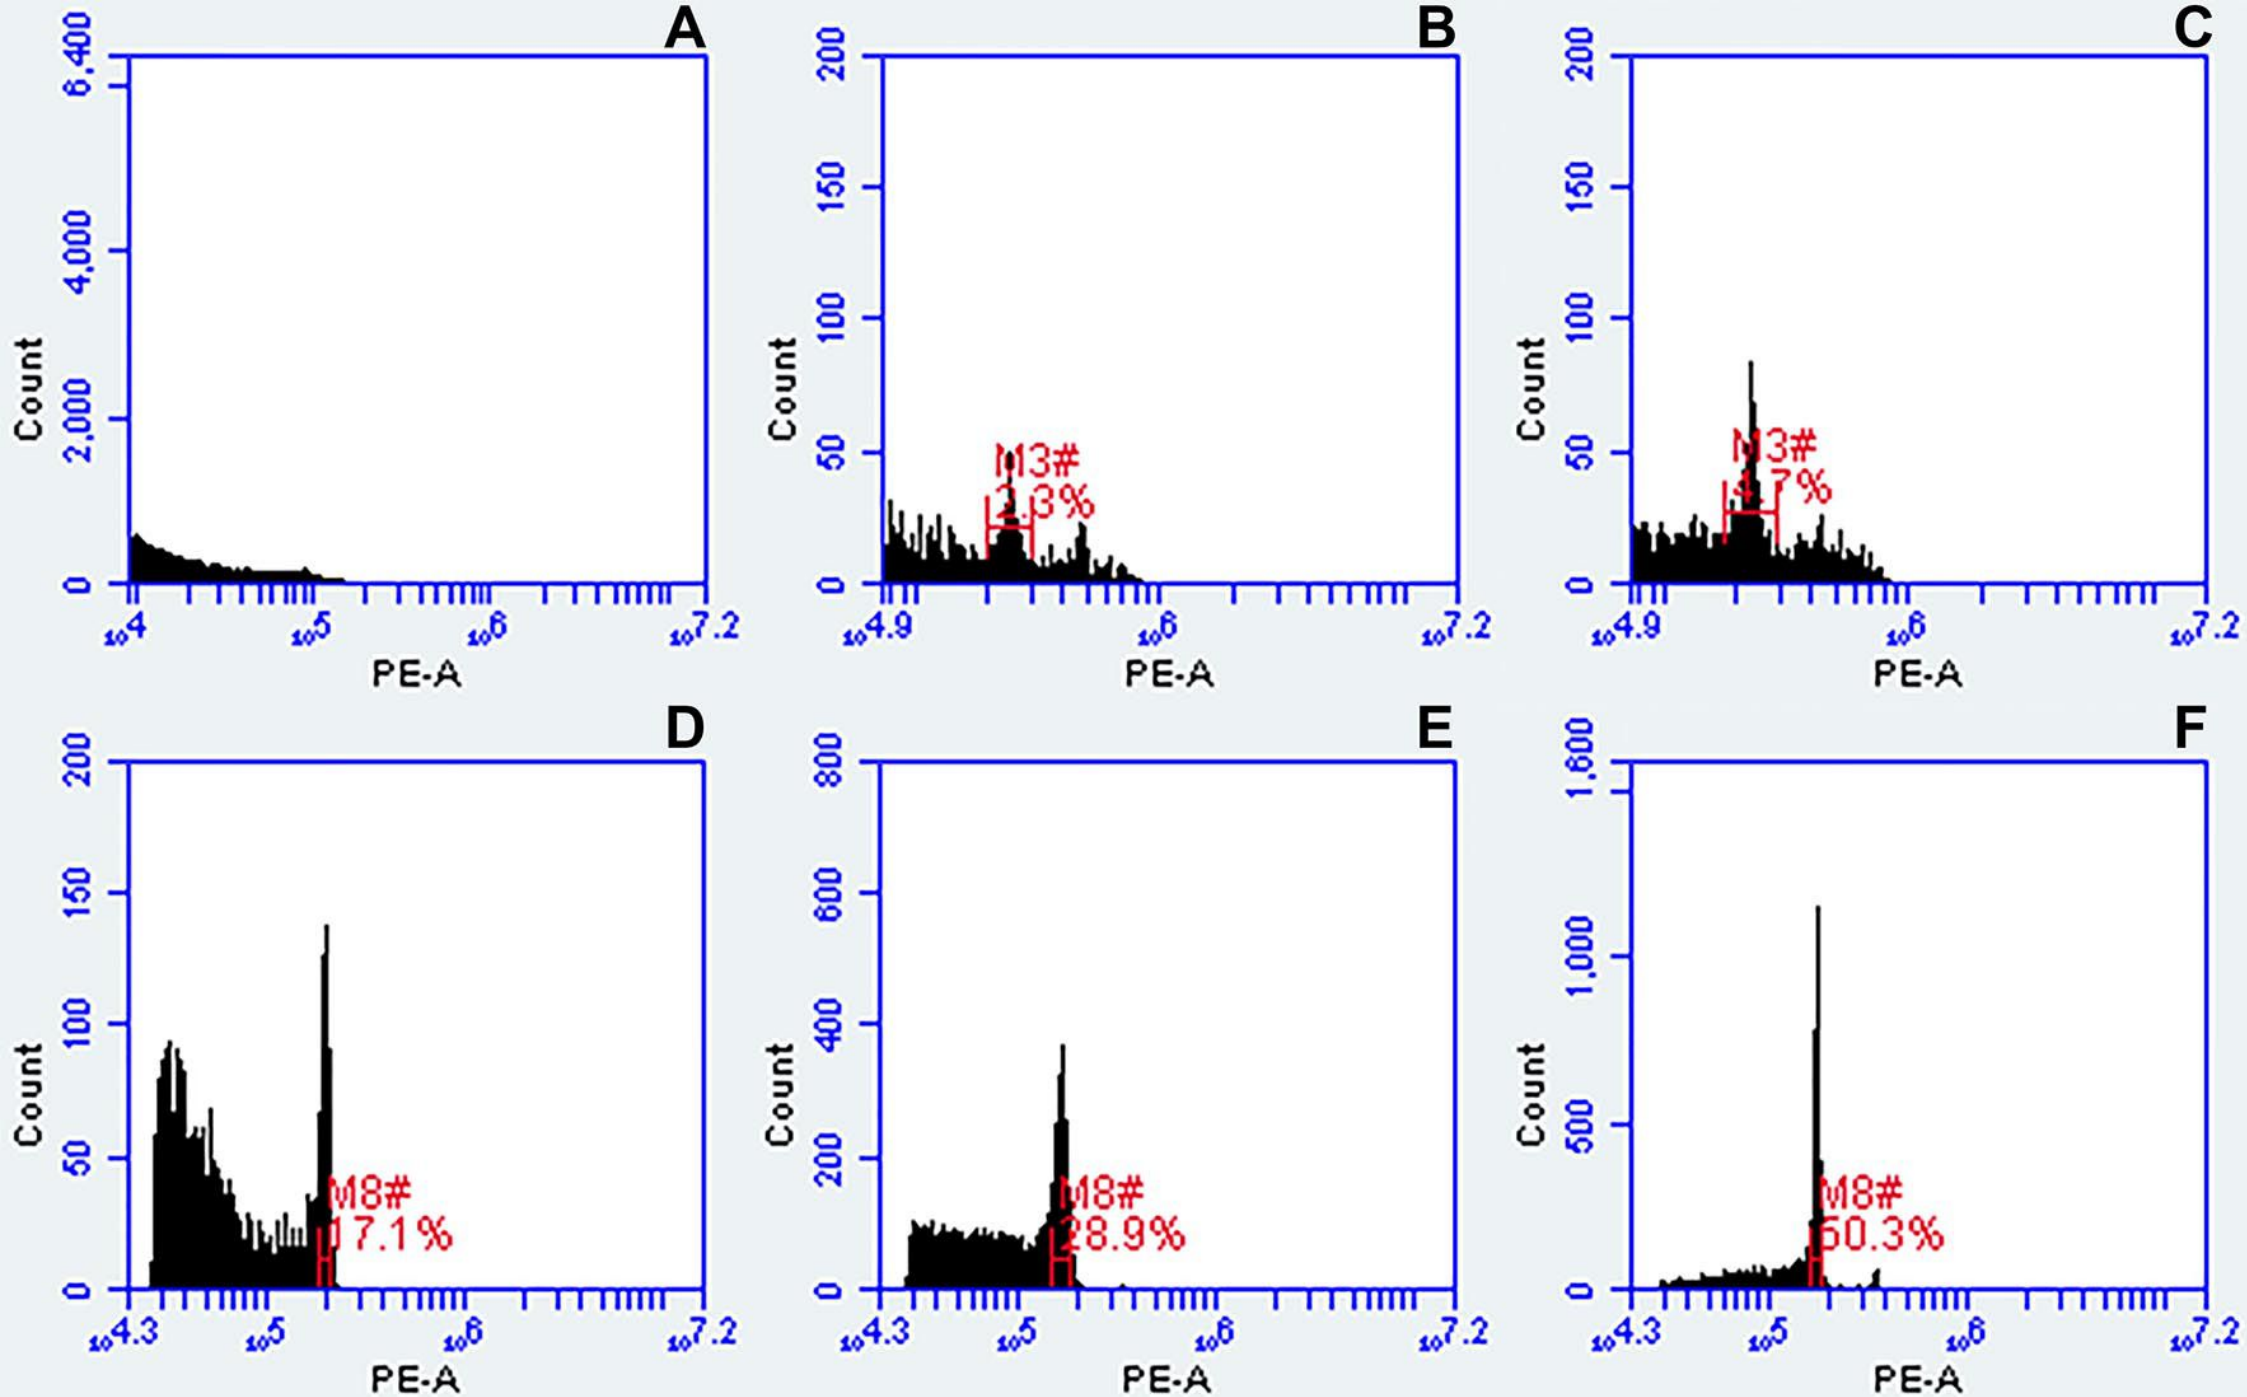 A
6,400
4,000
2,000
0
Count
10^4 10^5 10^6 10^7.2
PE-A
B
200
150
100
50
0
Count
M3#
2.3%
10^4.9 10^6 10^7.2
PE-A
C
200
150
100
50
0
Count
M3#
4.7%
10^4.9 10^6 10^7.2
PE-A
D
200
150
100
50
0
Count
M8#
17.1%
10^4.3 10^5 10^6 10^7.2
PE-A
E
800
600
400
200
0
Count
M8#
28.9%
10^4.3 10^5 10^6 10^7.2
PE-A
F
1,600
1,000
500
0
Count
M8#
60.3%
10^4.3 10^5 10^6 10^7.2
PE-A